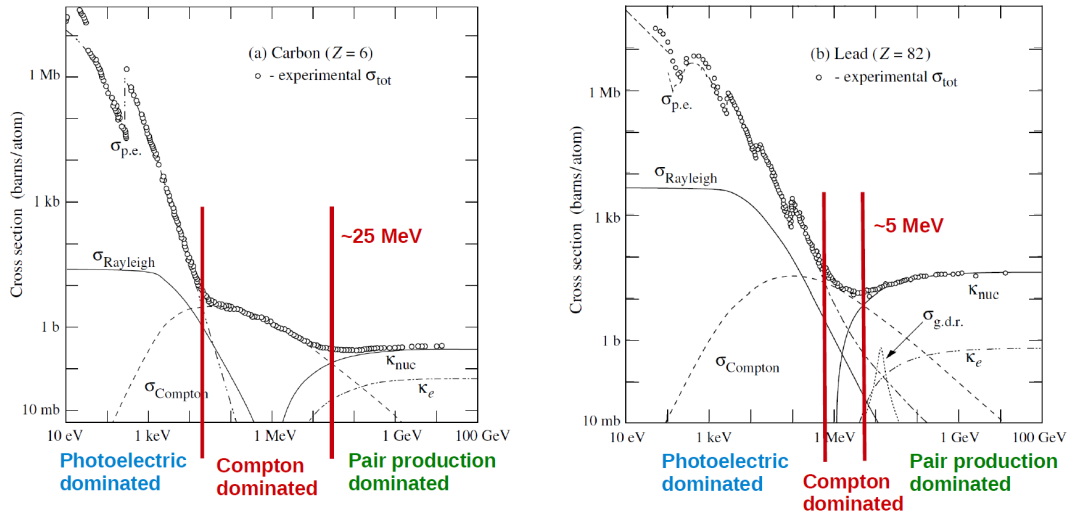 (a) Carbon (Z = 6)
○ - experimental σtot
1 Mb
σp.e.
1 kb
~25 MeV
σRayleigh
1 b
κnuc
σCompton
κe
10 mb
Cross section (barns/atom)
10 eV 1 keV 1 MeV 1 GeV 100 GeV
Photoelectric
dominated
Compton
dominated
Pair production
dominated
(b) Lead (Z = 82)
○ - experimental σtot
1 Mb
σp.e.
σRayleigh
1 kb
~5 MeV
κnuc
σg.d.r.
1 b
σCompton
κe
10 mb
Cross section (barns/atom)
10 eV 1 keV 1 MeV 1 GeV 100 GeV
Photoelectric
dominated
Compton
dominated
Pair production
dominated